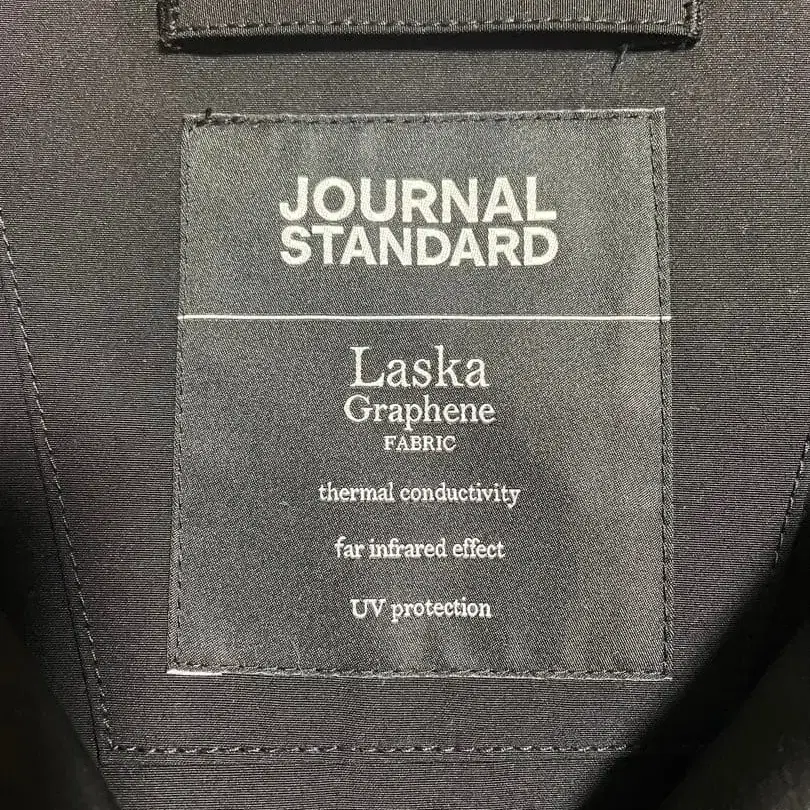 JOURNAL
STANDARD
Laska
Graphene
FABRIC
thermal conductivity
far infrared effect
UV protection